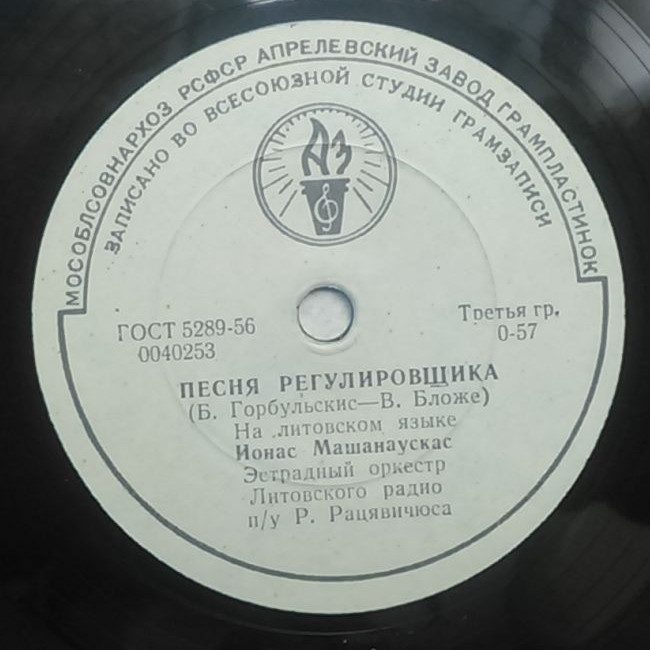 МОСОБЛСОВНАРХОЗ РСФСР АПРЕЛЕВСКИЙ ЗАВОД ГРАМПЛАСТИНОК
ЗАПИСАНО ВО ВСЕСОЮЗНОЙ СТУДИИ ГРАМЗАПИСИ
АЗ
ГОСТ 5289-56
0040253
Третья гр.
0-57
ПЕСНЯ РЕГУЛИРОВЩИКА
(Б. Горбульскис—В. Бложе)
На литовском языке
Ионас Машанаускас
Эстрадный оркестр
Литовского радио
п/у Р. Рацявичюса